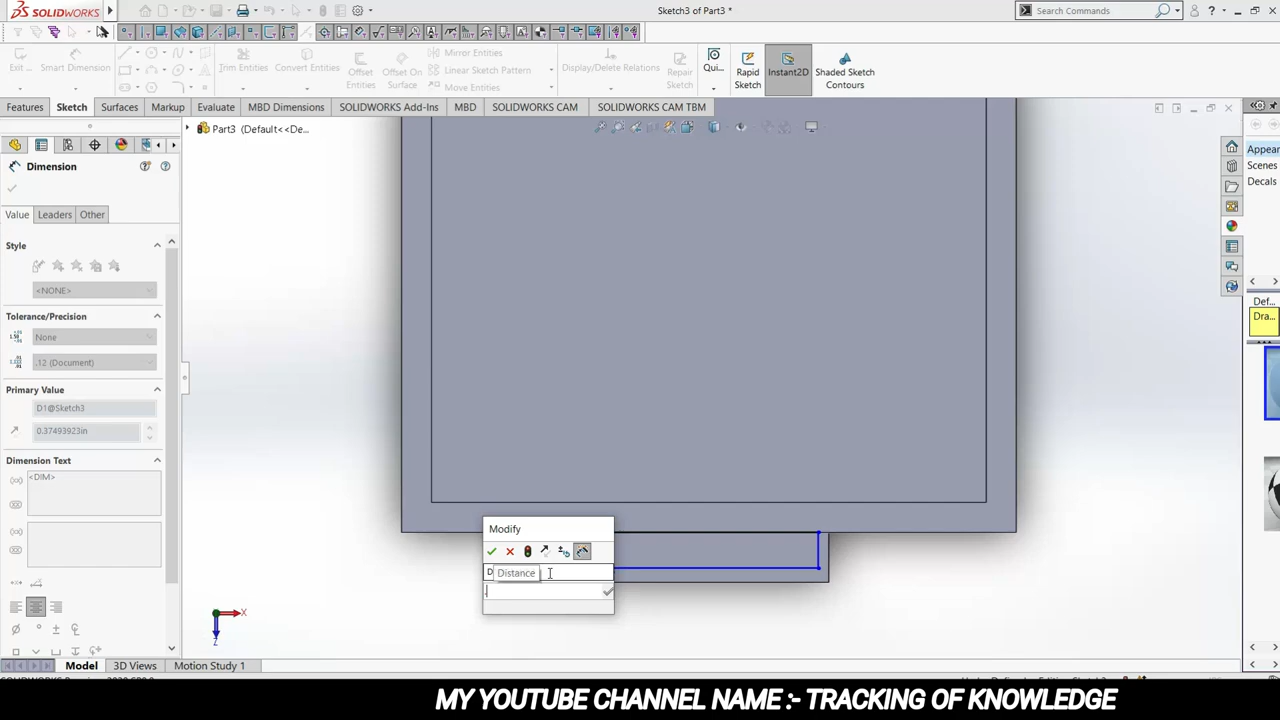 SOLIDWORKS
Sketch3 of Part3 *
Search Commands
Exit ...
Smart Dimension
Trim Entities
Convert Entities
Offset Entities
Offset On Surface
Mirror Entities
Linear Sketch Pattern
Move Entities
Display/Delete Relations
Repair Sketch
Qui...
Rapid Sketch
Instant2D
Shaded Sketch Contours
Features
Sketch
Surfaces
Markup
Evaluate
MBD Dimensions
SOLIDWORKS Add-Ins
MBD
SOLIDWORKS CAM
SOLIDWORKS CAM TBM
Part3 (Default<<De...
Dimension
Value
Leaders
Other
Style
<NONE>
Tolerance/Precision
None
.12 (Document)
Primary Value
D1@Sketch3
0.37493923in
Dimension Text
<DIM>
Modify
D
Distance
.
X
Z
Appear
Scenes
Decals
Def...
Dra...
Model
3D Views
Motion Study 1
MY YOUTUBE CHANNEL NAME :- TRACKING OF KNOWLEDGE